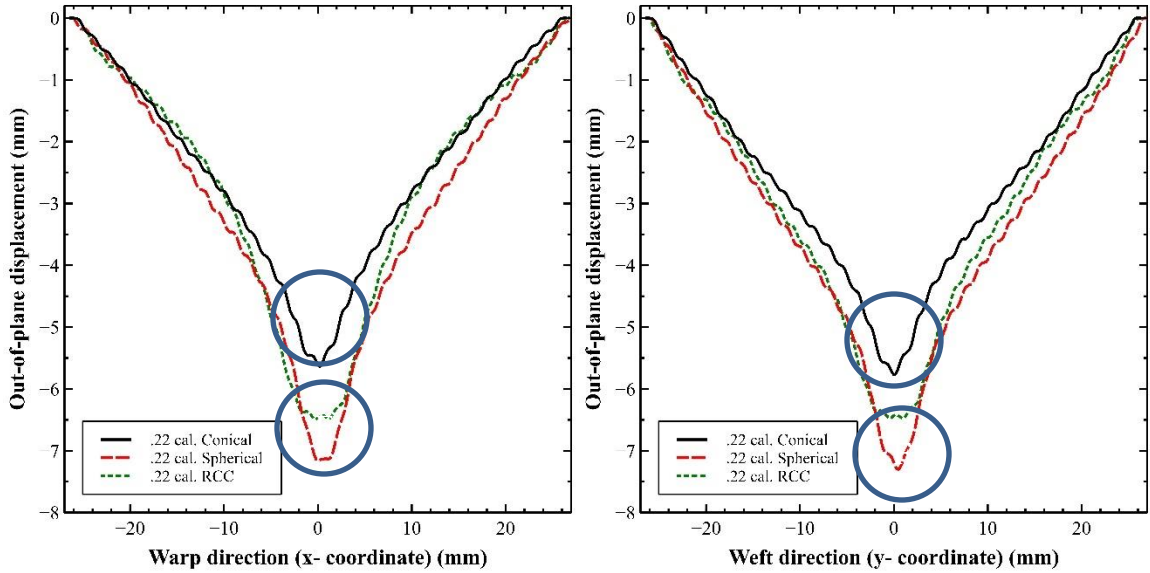 0
−1
−2
−3
−4
−5
−6
−7
−8
Out-of-plane displacement (mm)
.22 cal. Conical
.22 cal. Spherical
.22 cal. RCC
−20 −10 0 10 20
Warp direction (x- coordinate) (mm)
0
−1
−2
−3
−4
−5
−6
−7
−8
Out-of-plane displacement (mm)
.22 cal. Conical
.22 cal. Spherical
.22 cal. RCC
−20 −10 0 10 20
Weft direction (y- coordinate) (mm)